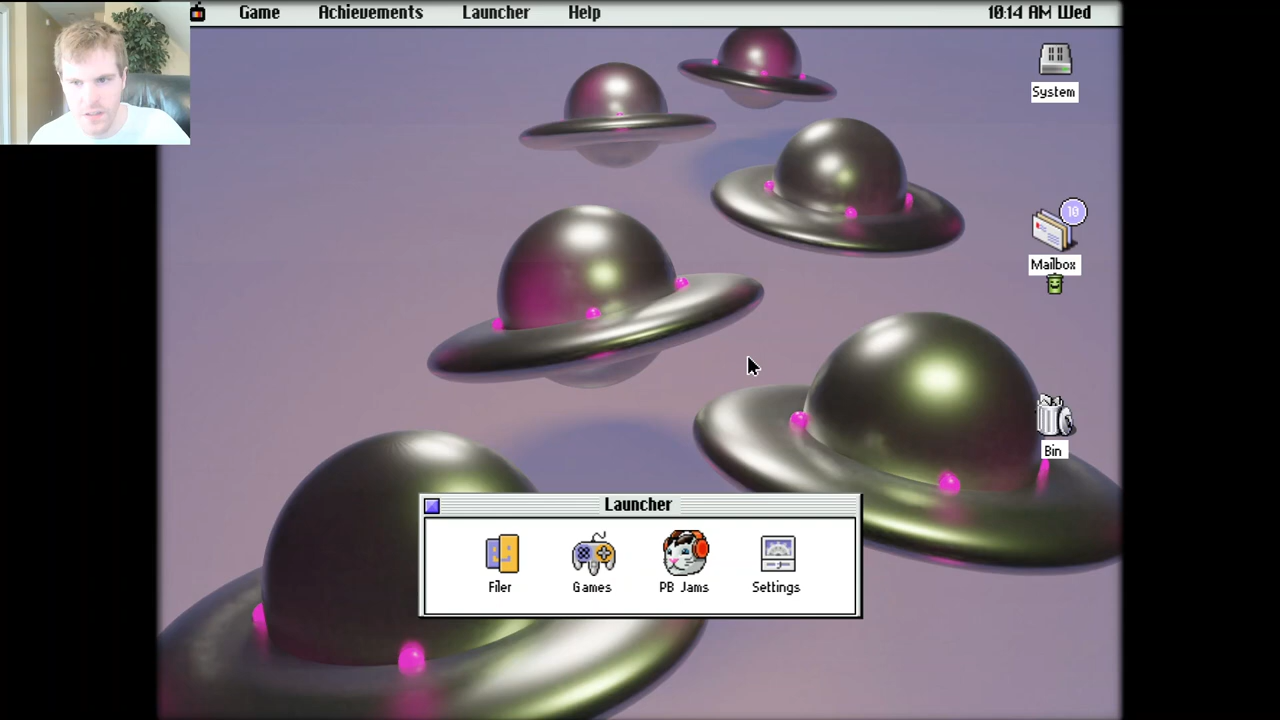 Game Achievements Launcher Help 10:14 AM Wed
System
10
Mailbox
Bin
Launcher
Filer Games PB Jams Settings